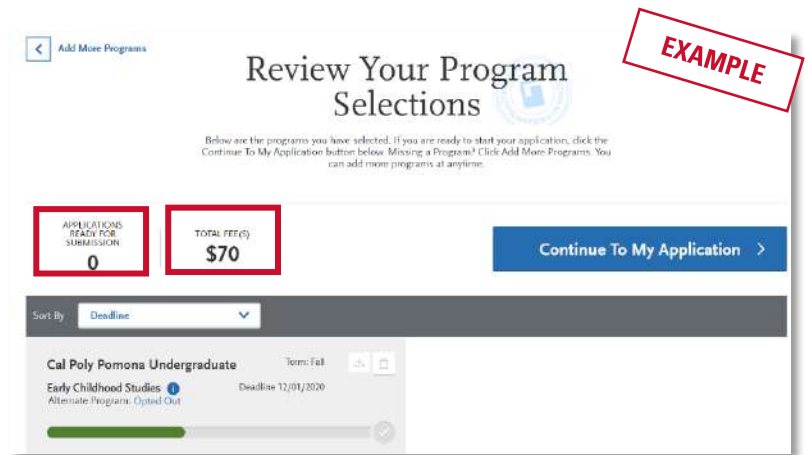 Add More Programs
EXAMPLE
Review Your Program
Selections
Below are the programs you have selected. If you are ready to start your application, click the
Continue To My Application button below. Missing a Program? Click Add More Programs. You
can add more programs at anytime.
APPLICATIONS
READY FOR
SUBMISSION
0
TOTAL FEE(S)
$70
Continue To My Application
Sort By
Deadline
Cal Poly Pomona Undergraduate
Term: Fall
Early Childhood Studies
Deadline 12/01/2020
Alternate Program: Opted Out